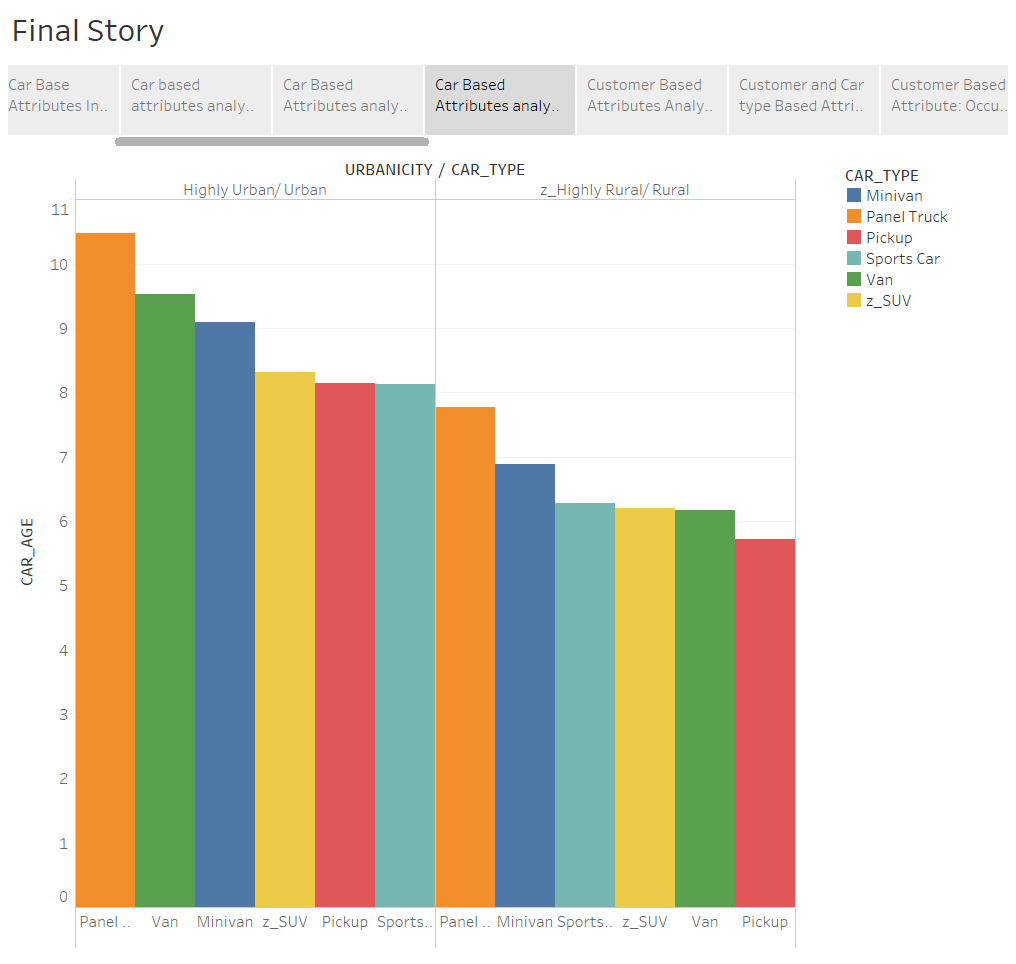 Final Story
Car Base
Attributes In..
Car based
attributes analy..
Car Based
Attributes analy..
Car Based
Attributes analy..
Customer Based
Attributes Analy..
Customer and Car
type Based Attri..
Customer Based
Attribute: Occu..
URBANICITY / CAR_TYPE
Highly Urban/ Urban
z_Highly Rural/ Rural
CAR_TYPE
Minivan
Panel Truck
Pickup
Sports Car
Van
z_SUV
CAR_AGE
11
10
9
8
7
6
5
4
3
2
1
0
Panel .. Van Minivan z_SUV Pickup Sports.. Panel .. Minivan Sports.. z_SUV Van Pickup